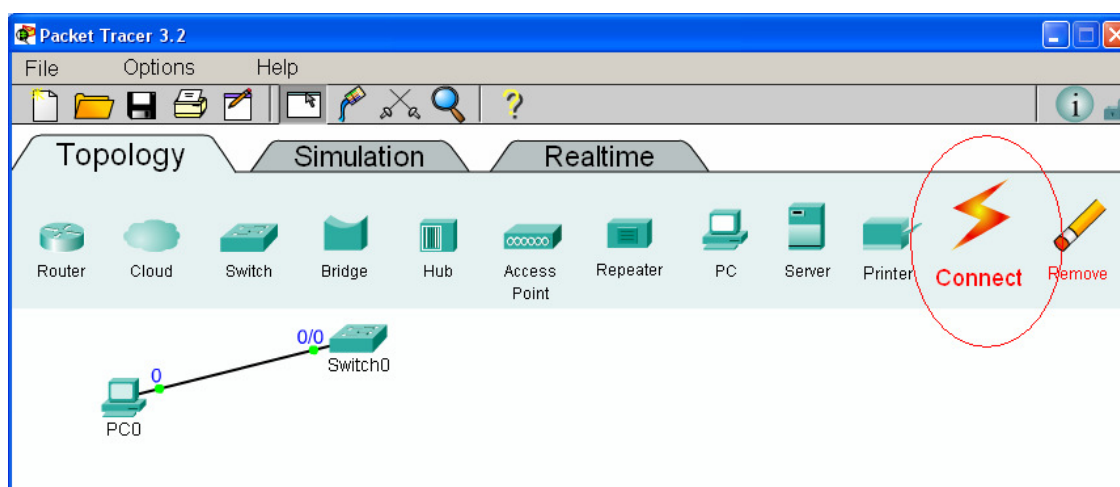 Packet Tracer 3.2
File Options Help
Topology Simulation Realtime
Router Cloud Switch Bridge Hub Access Point Repeater PC Server Printer Connect Remove
0/0
Switch0
0
PC0